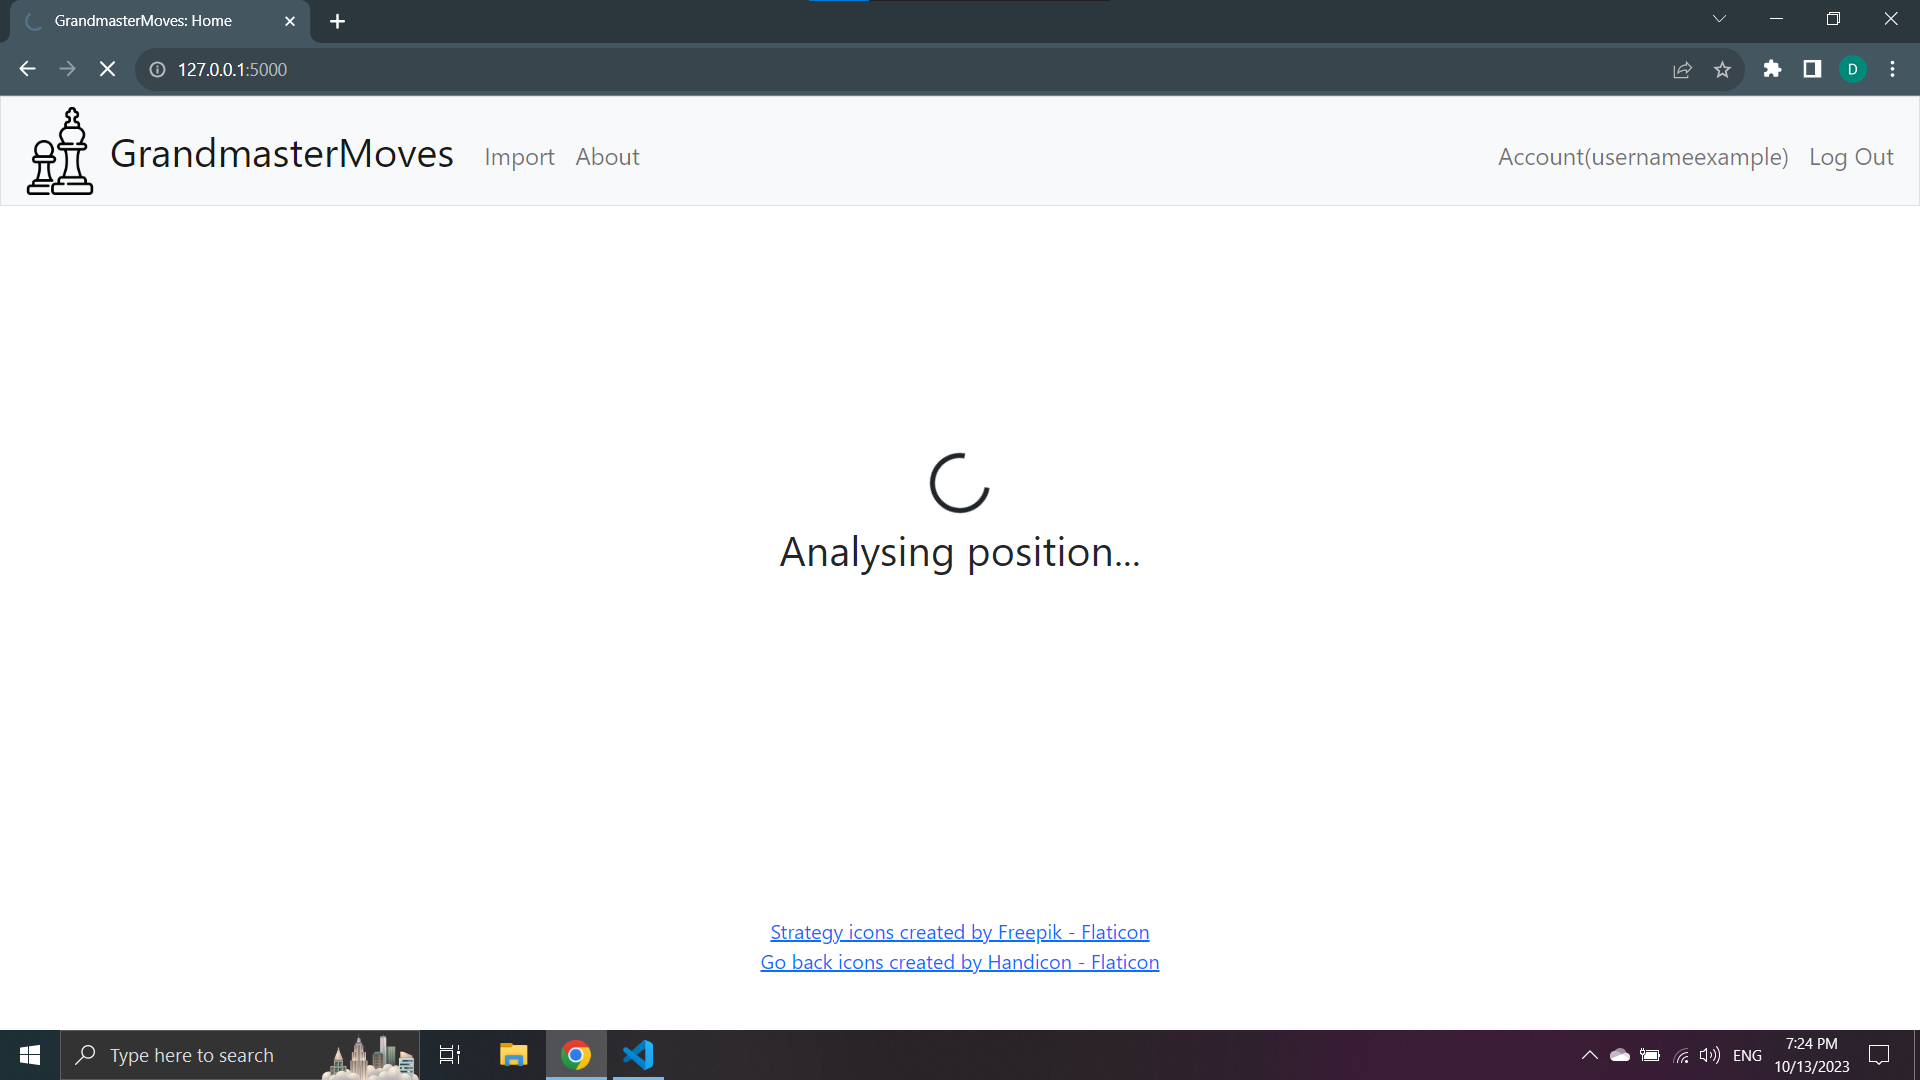 GrandmasterMoves: Home
127.0.0.1:5000
D
GrandmasterMoves
Import
About
Account(usernameexample)
Log Out
Analysing position...
Strategy icons created by Freepik - Flaticon
Go back icons created by Handicon - Flaticon
Type here to search
ENG
7:24 PM
10/13/2023